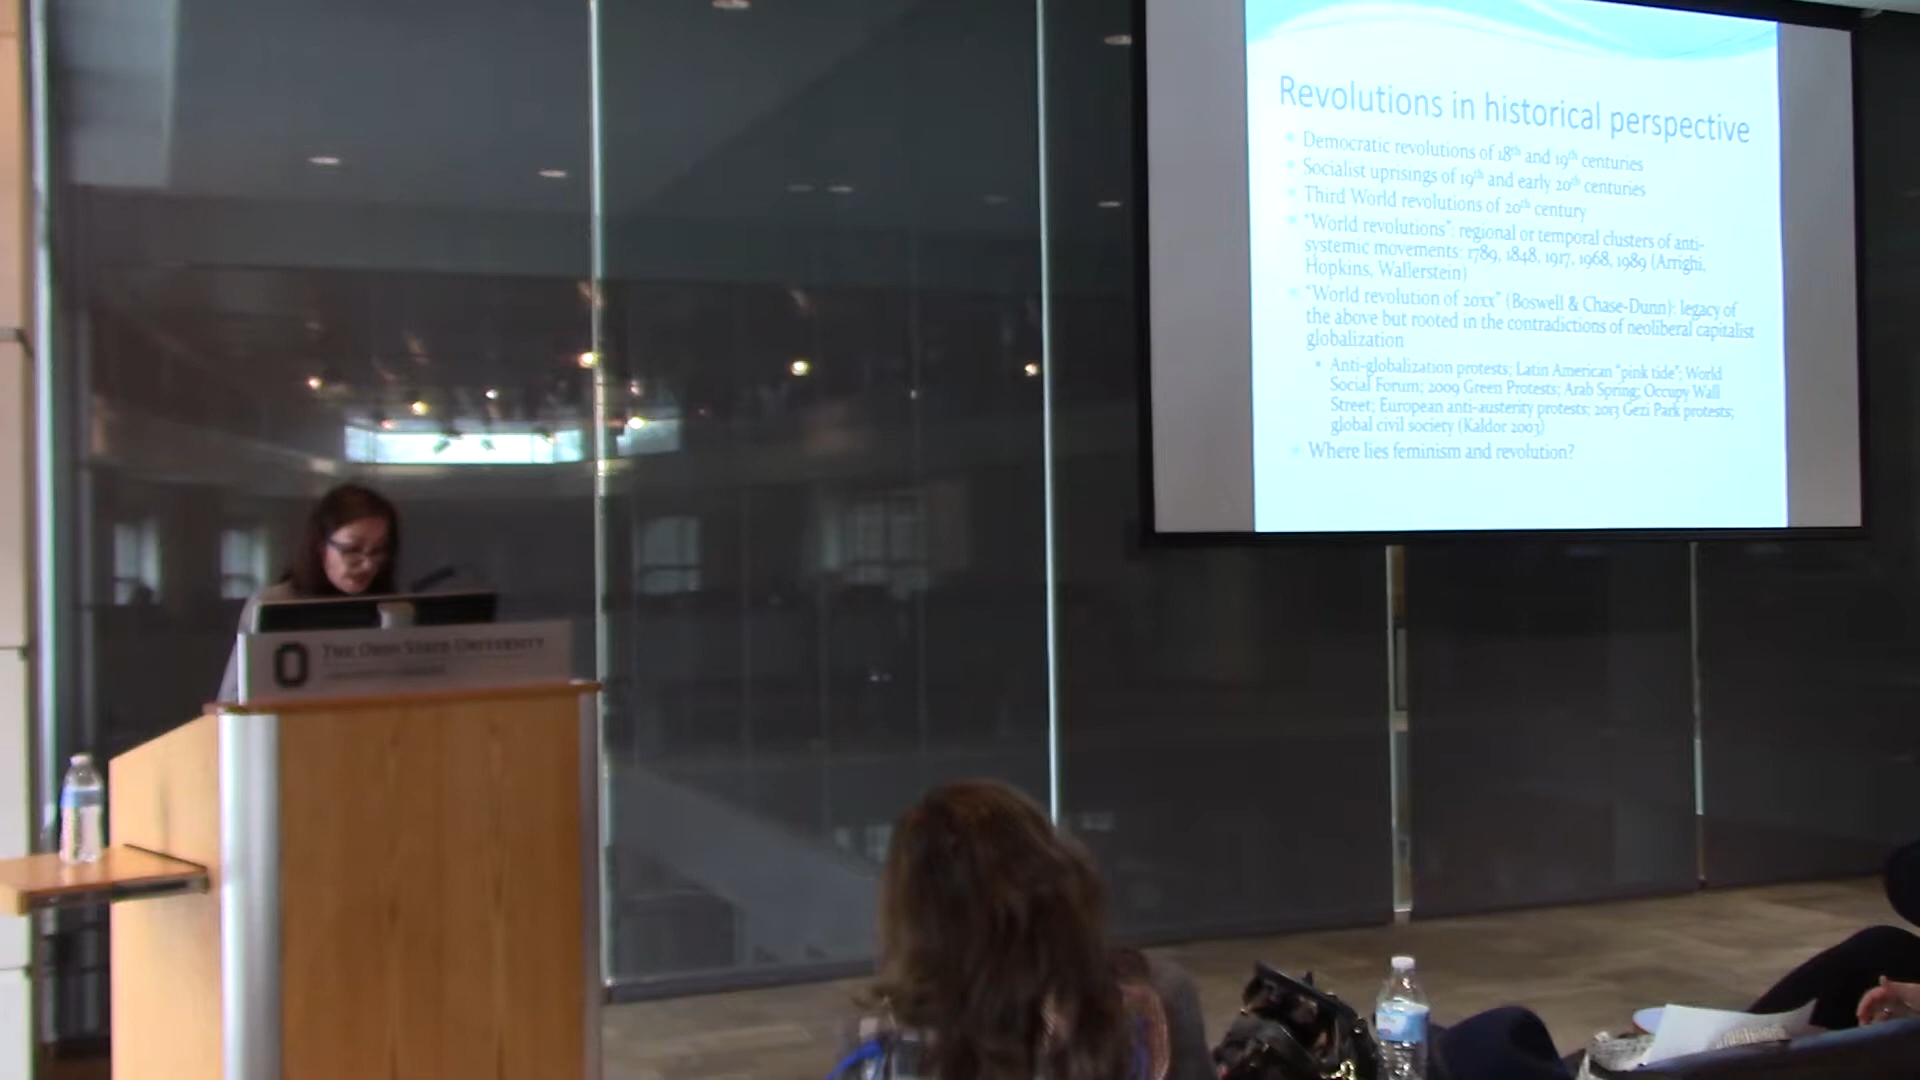 Revolutions in historical perspective
Democratic revolutions of 18th and 19th centuries
Socialist uprisings of 19th and early 20th centuries
Third World revolutions of 20th century
"World revolutions": regional or temporal clusters of anti-
systemic movements: 1789, 1848, 1917, 1968, 1989 (Arrighi,
Hopkins, Wallerstein)
"World revolution of 20xx" (Boswell & Chase-Dunn): legacy of
the above but rooted in the contradictions of neoliberal capitalist
globalization
Anti-globalization protests; Latin American "pink tide"; World
Social Forum; 2009 Green Protests; Arab Spring; Occupy Wall
Street; European anti-austerity protests; 2013 Gezi Park protests;
global civil society (Kaldor 2003)
Where lies feminism and revolution?
THE OHIO STATE UNIVERSITY